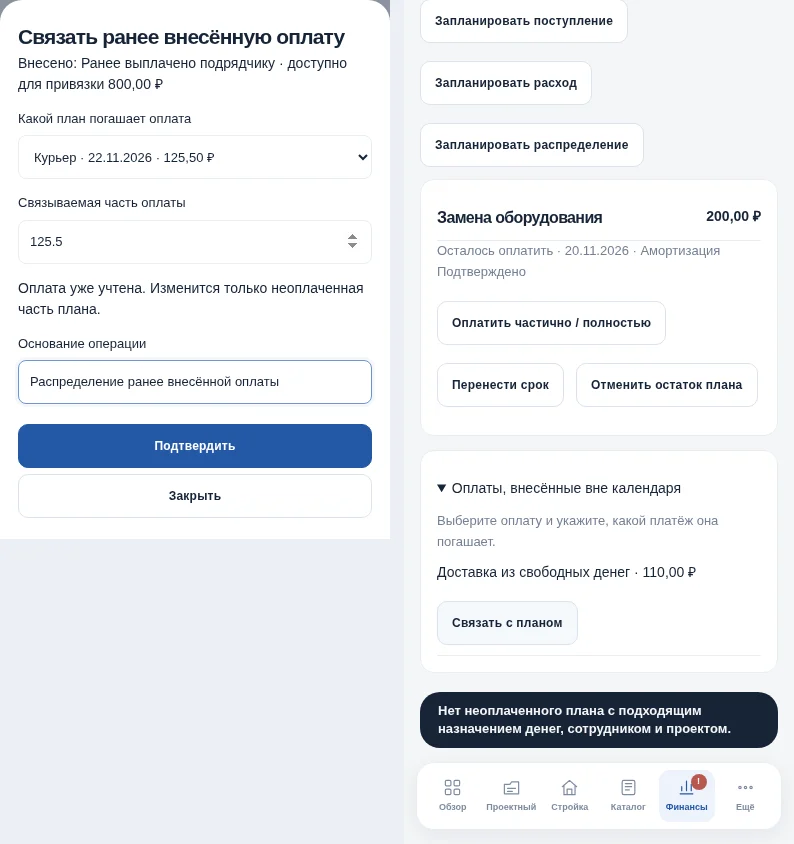 Связать ранее внесённую оплату
Внесено: Ранее выплачено подрядчику · доступно
для привязки 800,00 ₽
Какой план погашает оплата
Курьер · 22.11.2026 · 125,50 ₽
Связываемая часть оплаты
125.5
Оплата уже учтена. Изменится только неоплаченная
часть плана.
Основание операции
Распределение ранее внесённой оплаты
Подтвердить
Закрыть
Запланировать поступление
Запланировать расход
Запланировать распределение
Замена оборудования 200,00 ₽
Осталось оплатить · 20.11.2026 · Амортизация
Подтверждено
Оплатить частично / полностью
Перенести срок Отменить остаток плана
▼ Оплаты, внесённые вне календаря
Выберите оплату и укажите, какой платёж она
погашает.
Доставка из свободных денег · 110,00 ₽
Связать с планом
Нет неоплаченного плана с подходящим
назначением денег, сотрудником и проектом.
!
Обзор Проектный Стройка Каталог Финансы Ещё